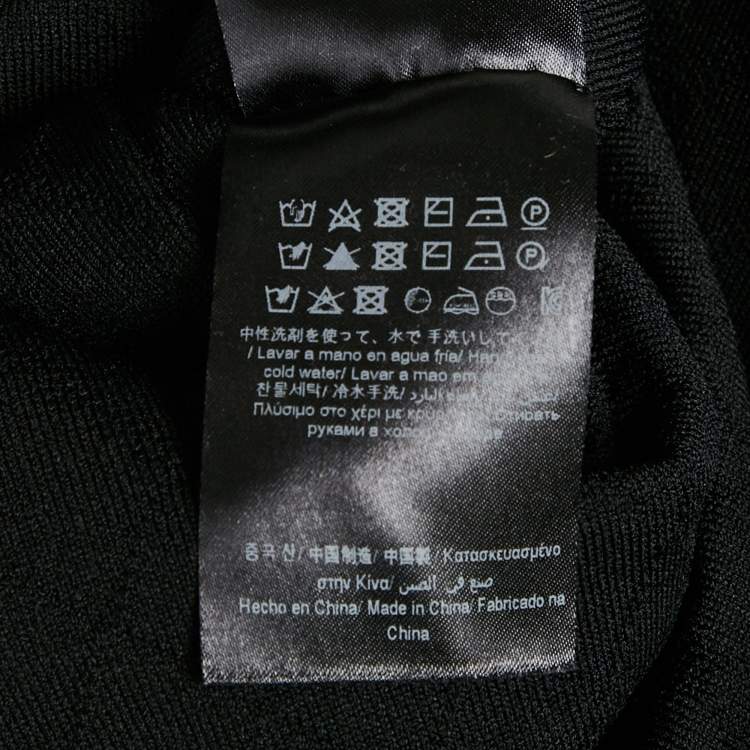 P
P
中性洗剤を使って、水で 手洗いして
/ Lavar a mano en agua fría/
cold water/ Lavar a mao em
찬물세탁/ 冷水手洗/
Πλύσιμο στο χέρι με
руками в
중국 산/ 中国制造/ 中國製/ Κατασκευασμένο
στην Κίνα/ صنع في الصين/
Hecho en China/ Made in China/ Fabricado na
China